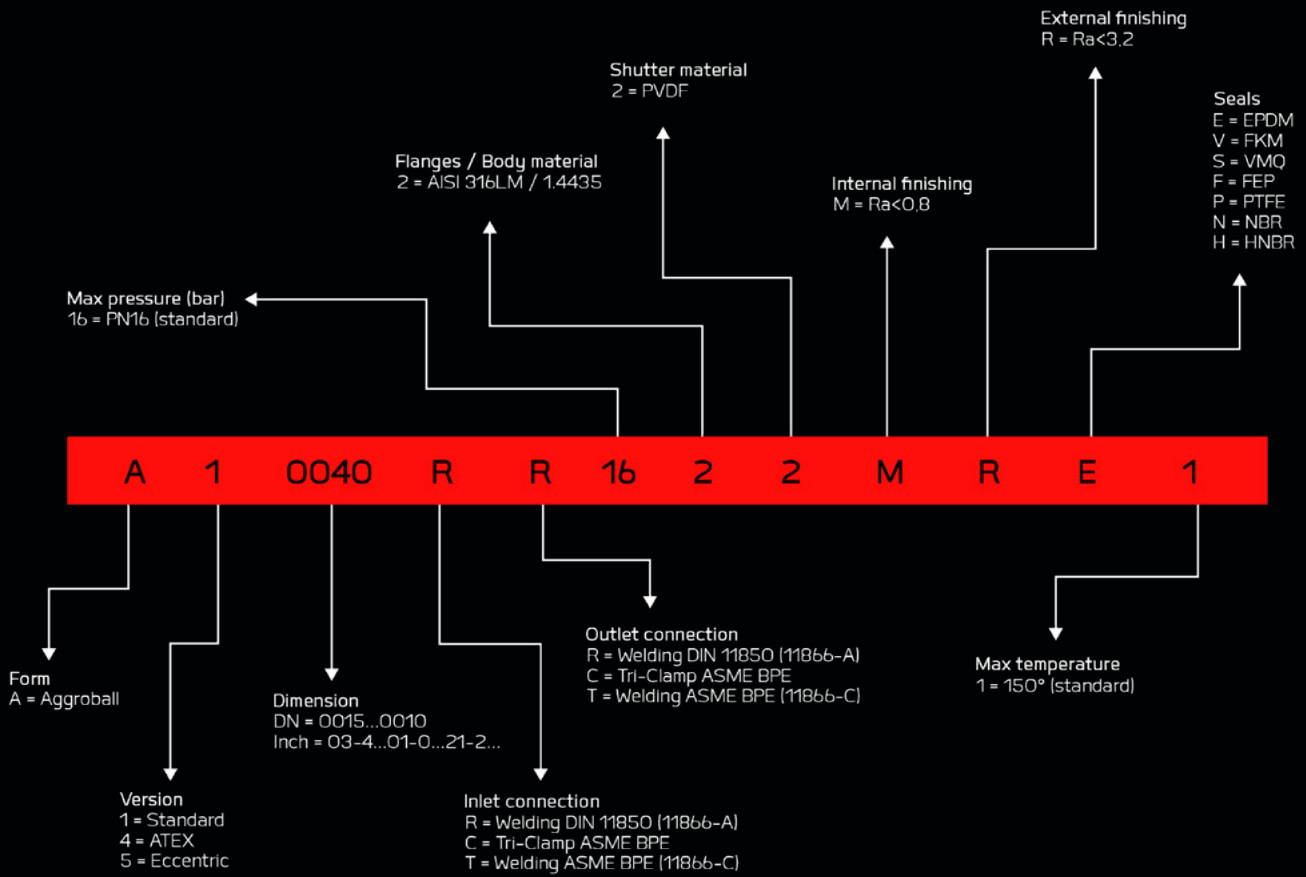 External finishing
R = Ra<3,2
Shutter material
2 = PVDF
Seals
E = EPDM
V = FKM
S = VMQ
F = FEP
P = PTFE
N = NBR
H = HNBR
Flanges / Body material
2 = AISI 316LM / 1.4435
Internal finishing
M = Ra<0,8
Max pressure (bar)
16 = PN16 (standard)
A 1 0040 R R 16 2 2 M R E 1
Form
A = Aggroball
Version
1 = Standard
4 = ATEX
5 = Eccentric
Dimension
DN = 0015...0010
Inch = 03-4...01-0...21-2...
Inlet connection
R = Welding DIN 11850 (11866-A)
C = Tri-Clamp ASME BPE
T = Welding ASME BPE (11866-C)
Outlet connection
R = Welding DIN 11850 (11866-A)
C = Tri-Clamp ASME BPE
T = Welding ASME BPE (11866-C)
Max temperature
1 = 150° (standard)